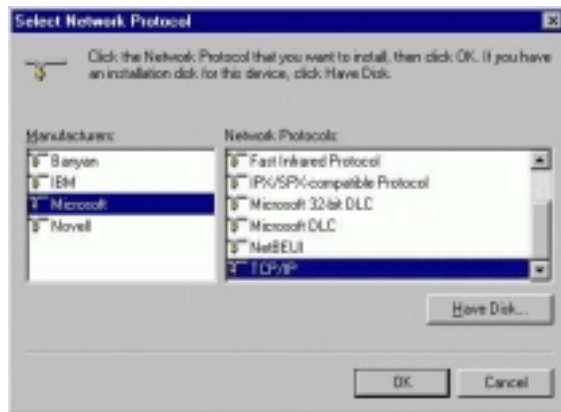 Select Network Protocol
Click the Network Protocol that you want to install, then click OK. If you have
an installation disk for this device, click Have Disk.
Manufacturers:
Banyan
IBM
Microsoft
Novell
Network Protocols:
Fast Infrared Protocol
IPX/SPX-compatible Protocol
Microsoft 32-bit DLC
Microsoft DLC
NetBEUI
TCP/IP
Have Disk...
OK
Cancel